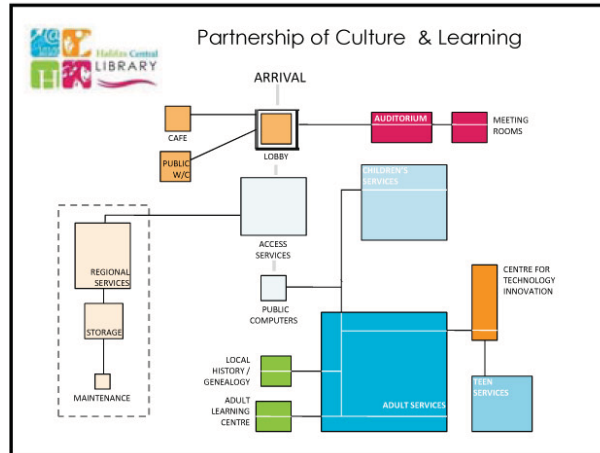 Halifax Central
LIBRARY
Partnership of Culture & Learning
ARRIVAL
CAFE
LOBBY
AUDITORIUM
MEETING
ROOMS
PUBLIC
W/C
CHILDREN'S
SERVICES
ACCESS
SERVICES
REGIONAL
SERVICES
CENTRE FOR
TECHNOLOGY
INNOVATION
PUBLIC
COMPUTERS
STORAGE
LOCAL
HISTORY /
GENEALOGY
MAINTENANCE
ADULT
LEARNING
CENTRE
ADULT SERVICES
TEEN
SERVICES